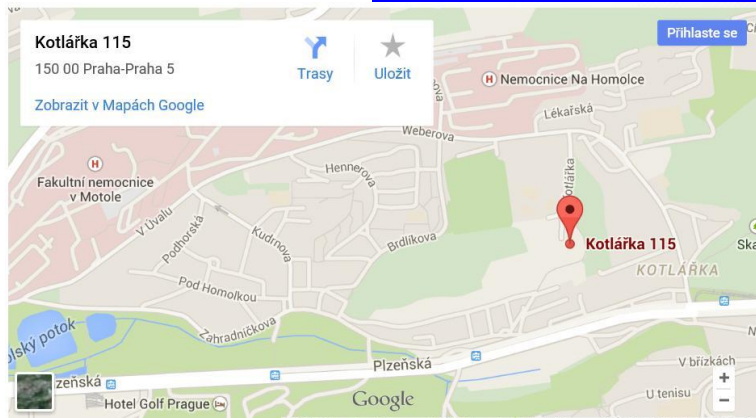 Kotlářka 115
150 00 Praha-Praha 5
Trasy
Uložit
Zobrazit v Mapách Google
Přihlaste se
Nemocnice Na Homolce
Lékařská
Weberova
Hennerova
Fakultní nemocnice
v Motole
V Úvalu
Podhorská
Kudrnova
Brdlíkova
Kotlářka 115
KOTLÁŘKA
Pod Homolkou
Zahradníčkova
Plzeňská
V břízkách
U tenisu
Hotel Golf Prague
Google